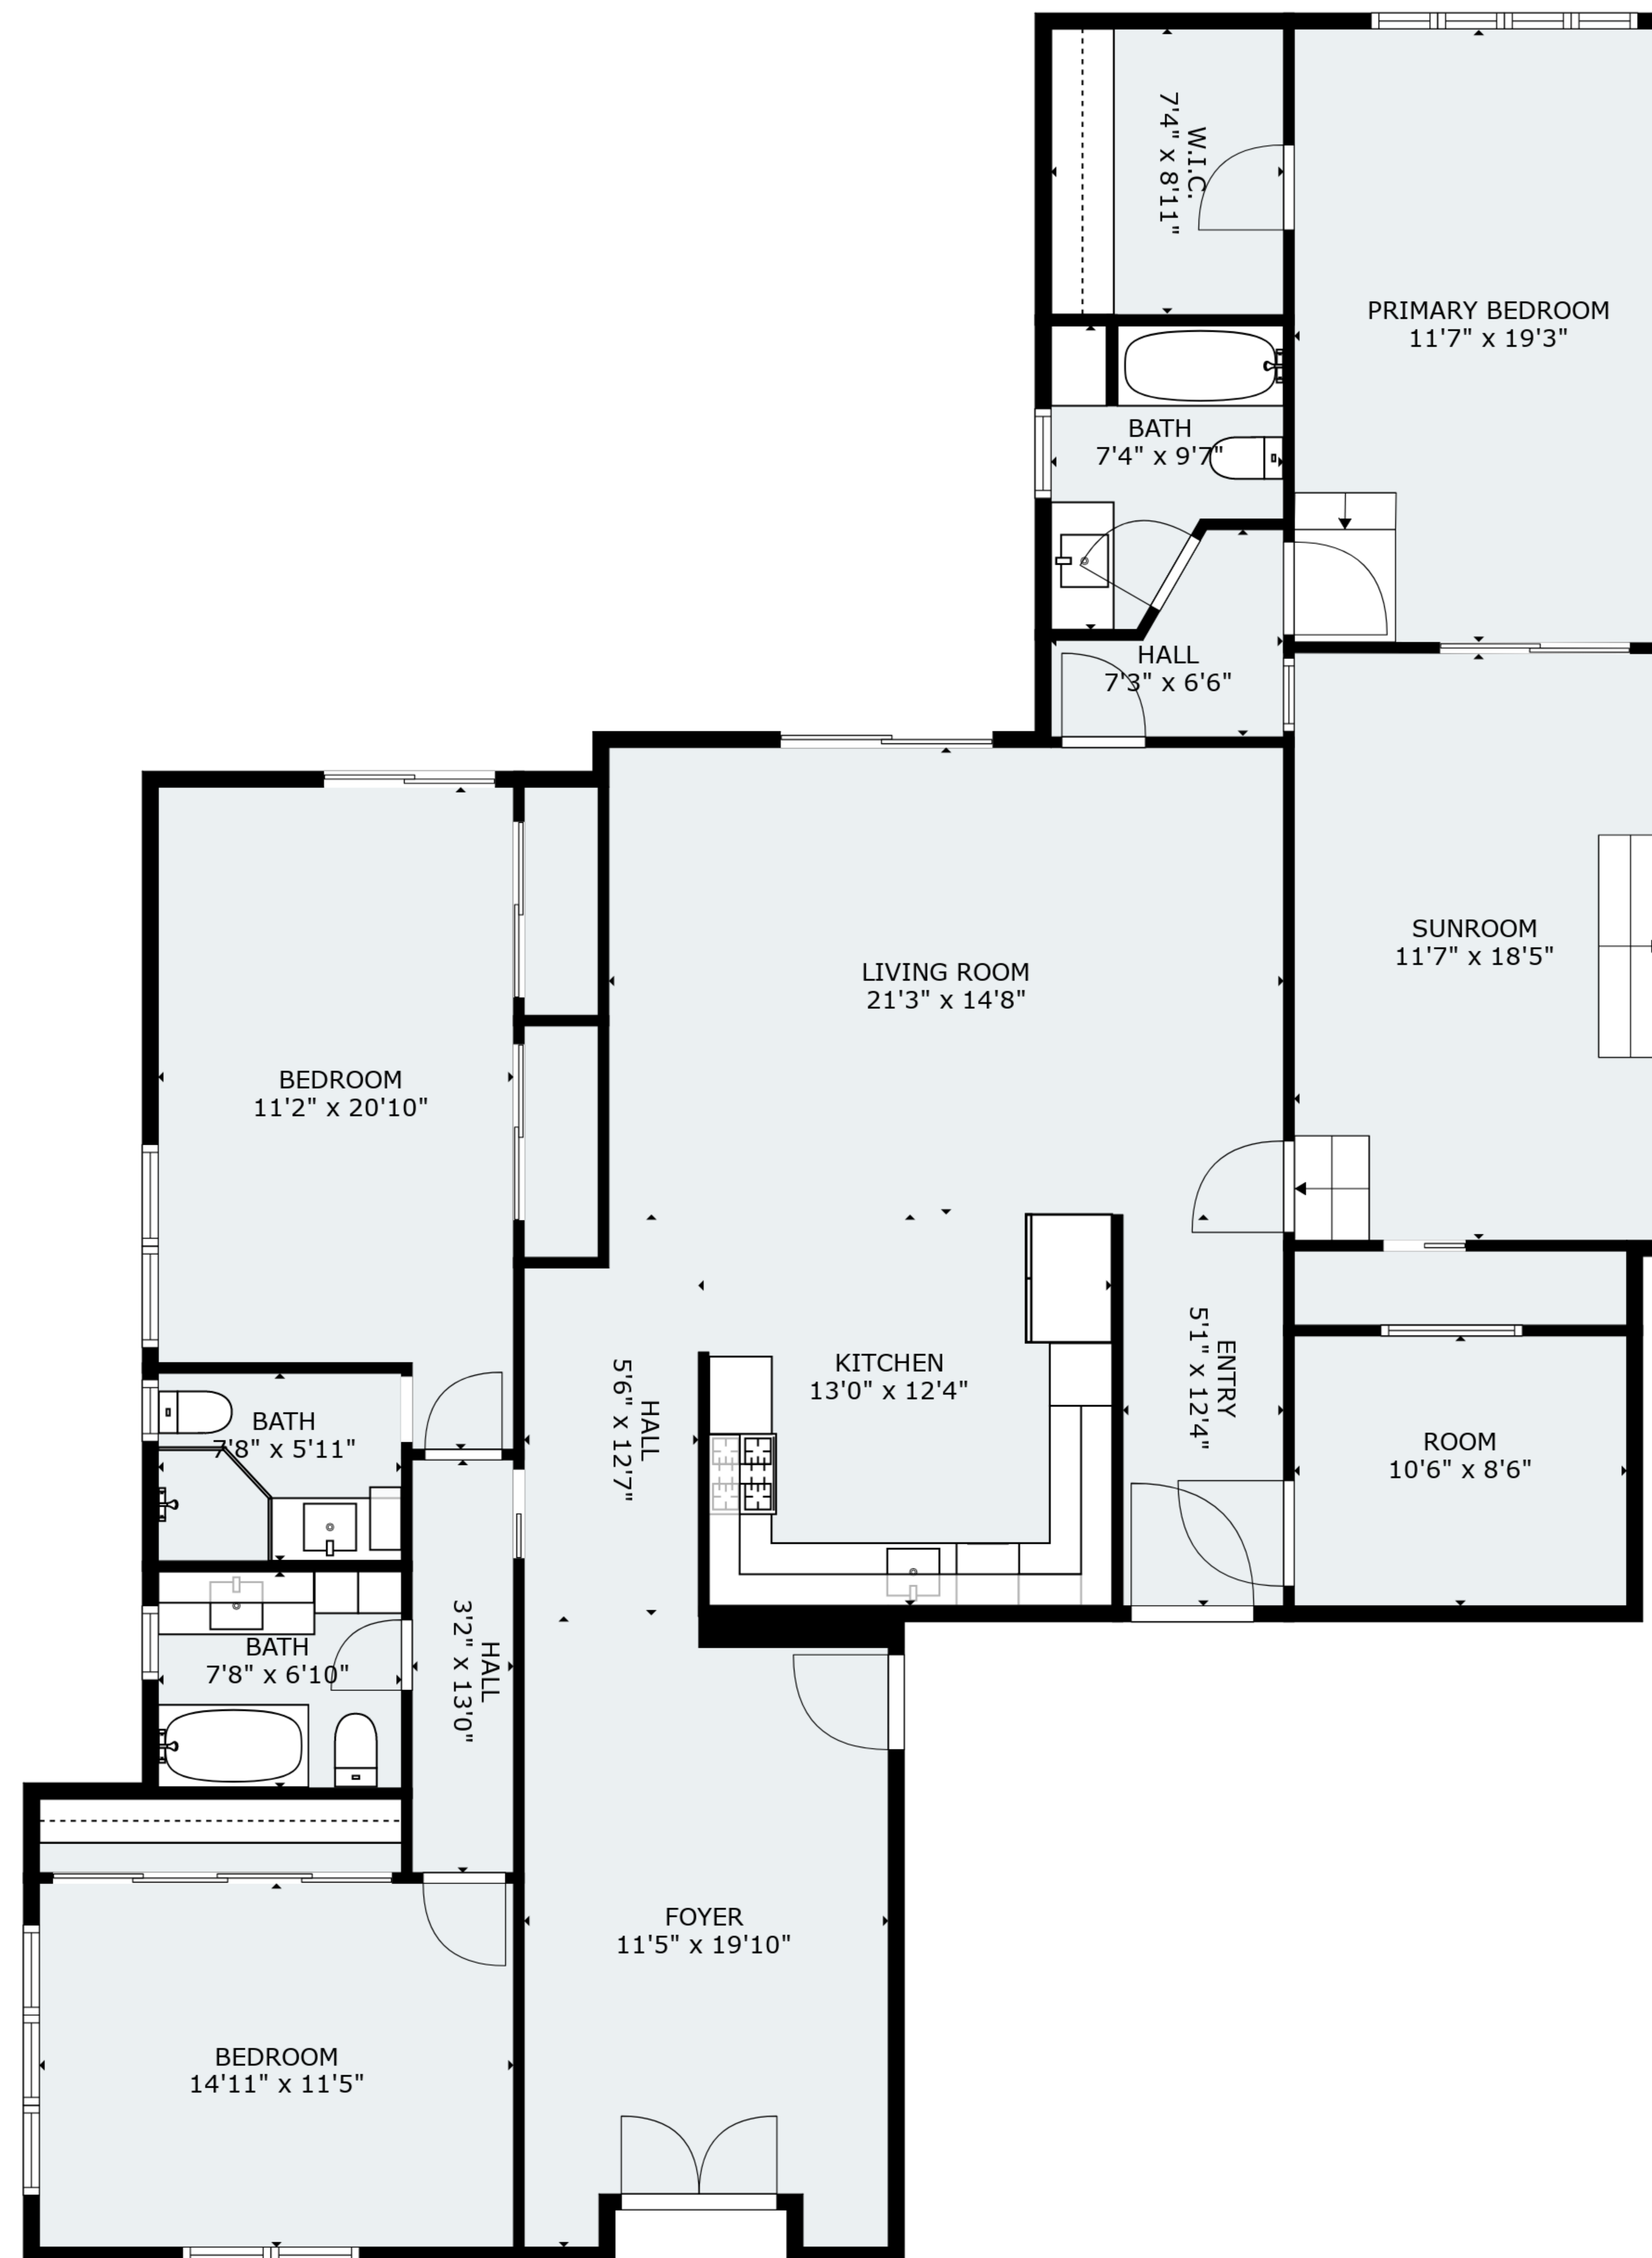 W.I.C.
7'4" x 8'11"
PRIMARY BEDROOM
11'7" x 19'3"
BATH
7'4" x 9'7"
HALL
7'3" x 6'6"
LIVING ROOM
21'3" x 14'8"
SUNROOM
11'7" x 18'5"
BEDROOM
11'2" x 20'10"
KITCHEN
13'0" x 12'4"
ENTRY
5'1" x 12'4"
HALL
5'6" x 12'7"
BATH
7'8" x 5'11"
ROOM
10'6" x 8'6"
BATH
7'8" x 6'10"
HALL
3'2" x 13'0"
FOYER
11'5" x 19'10"
BEDROOM
14'11" x 11'5"